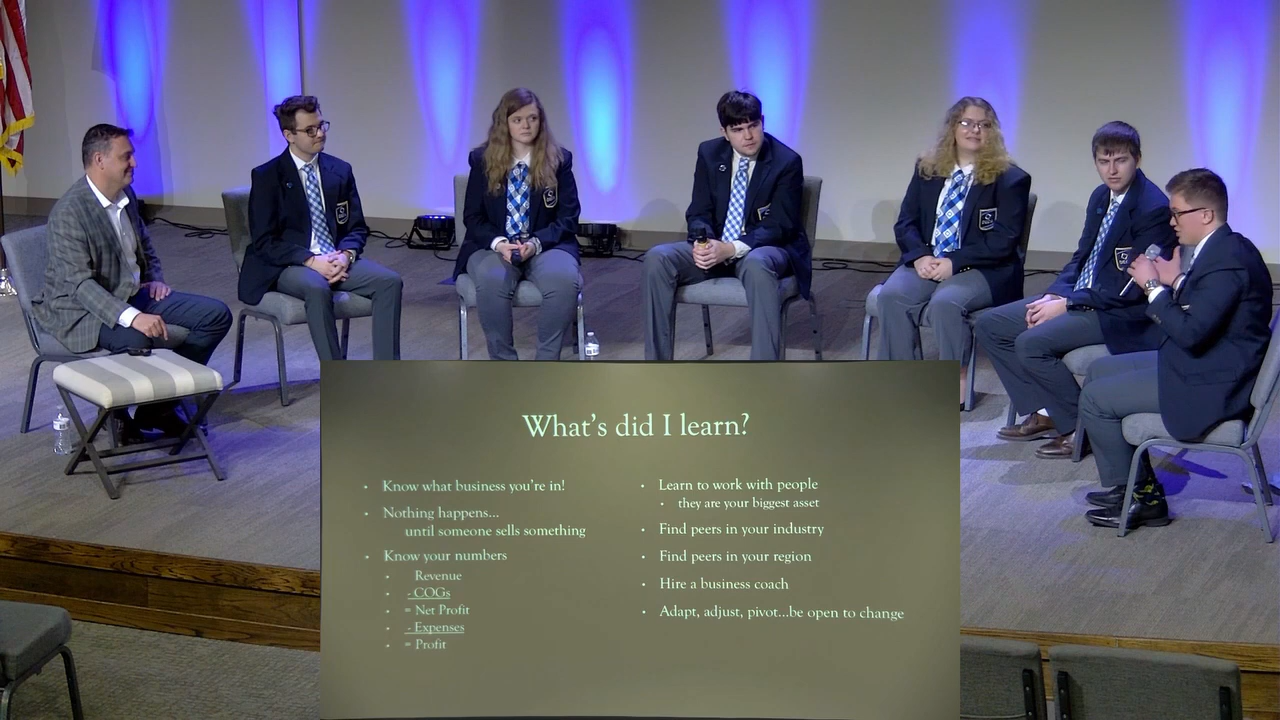 What's did I learn?
Know what business you're in!
Nothing happens...
until someone sells something
Know your numbers
Revenue
- COGs
= Net Profit
- Expenses
= Profit
Learn to work with people
they are your biggest asset
Find peers in your industry
Find peers in your region
Hire a business coach
Adapt, adjust, pivot...be open to change